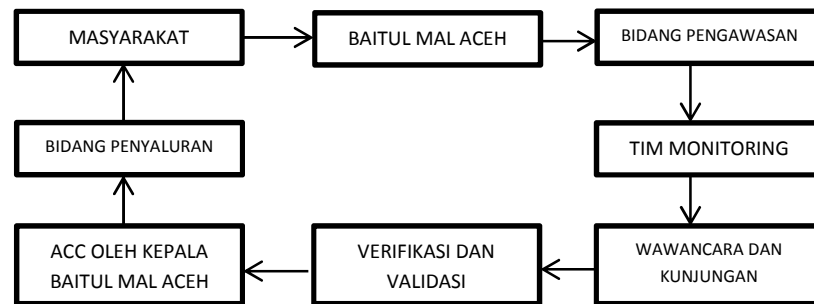 MASYARAKAT
BAITUL MAL ACEH
BIDANG PENGAWASAN
BIDANG PENYALURAN
TIM MONITORING
ACC OLEH KEPALA
BAITUL MAL ACEH
VERIFIKASI DAN
VALIDASI
WAWANCARA DAN
KUNJUNGAN